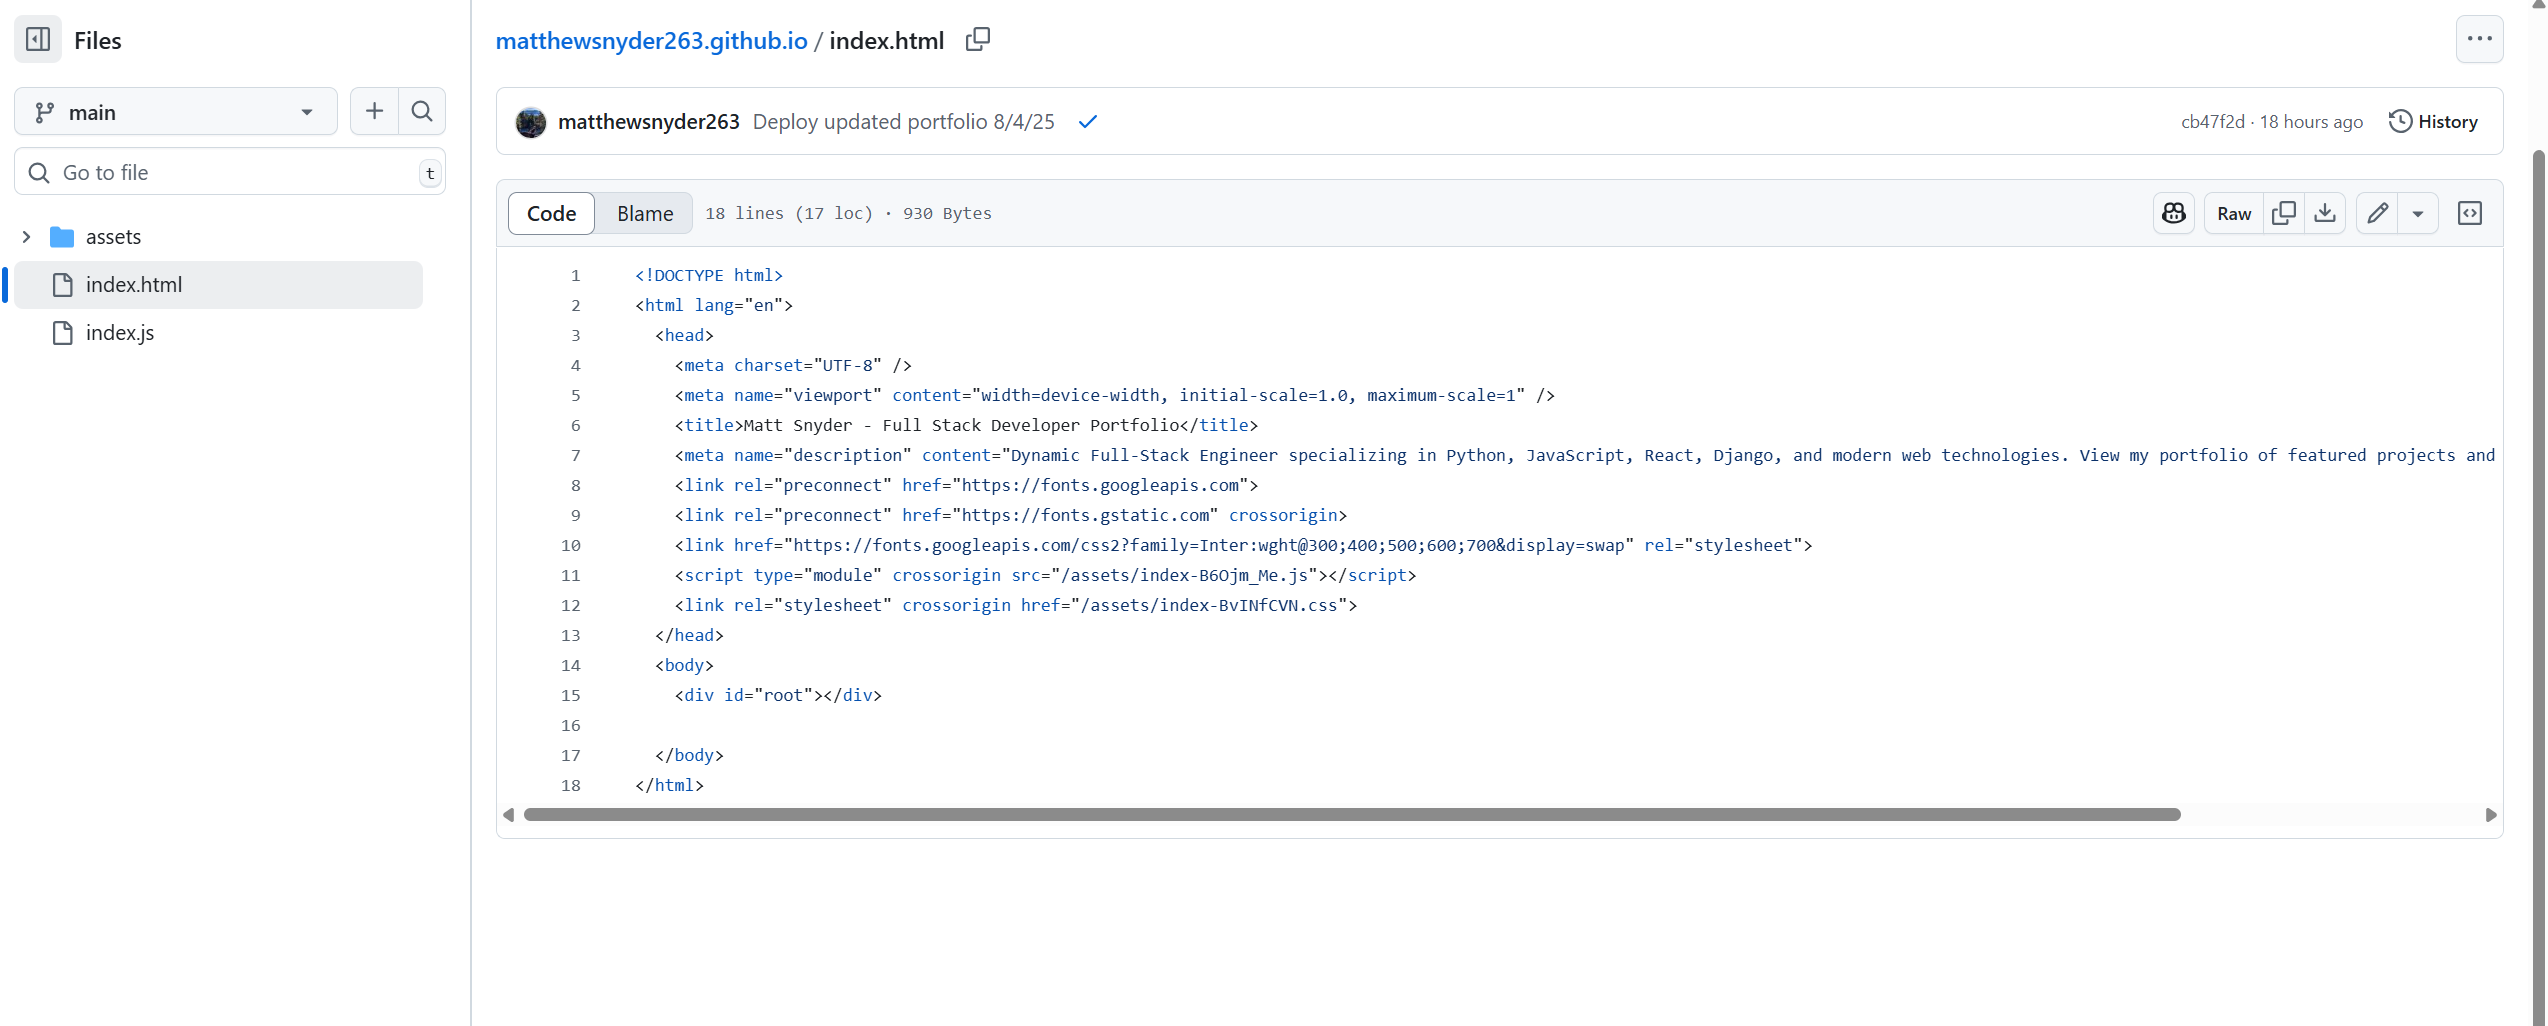 Files
main
Go to file
t
assets
index.html
index.js
matthewsnyder263.github.io / index.html
matthewsnyder263 Deploy updated portfolio 8/4/25
cb47f2d · 18 hours ago
History
Code
Blame
18 lines (17 loc) · 930 Bytes
Raw
1 <!DOCTYPE html>
2 <html lang="en">
3 <head>
4 <meta charset="UTF-8" />
5 <meta name="viewport" content="width=device-width, initial-scale=1.0, maximum-scale=1" />
6 <title>Matt Snyder - Full Stack Developer Portfolio</title>
7 <meta name="description" content="Dynamic Full-Stack Engineer specializing in Python, JavaScript, React, Django, and modern web technologies. View my portfolio of featured projects and
8 <link rel="preconnect" href="https://fonts.googleapis.com">
9 <link rel="preconnect" href="https://fonts.gstatic.com" crossorigin>
10 <link href="https://fonts.googleapis.com/css2?family=Inter:wght@300;400;500;600;700&display=swap" rel="stylesheet">
11 <script type="module" crossorigin src="/assets/index-B6Ojm_Me.js"></script>
12 <link rel="stylesheet" crossorigin href="/assets/index-BvINfCVN.css">
13 </head>
14 <body>
15 <div id="root"></div>
16
17 </body>
18 </html>